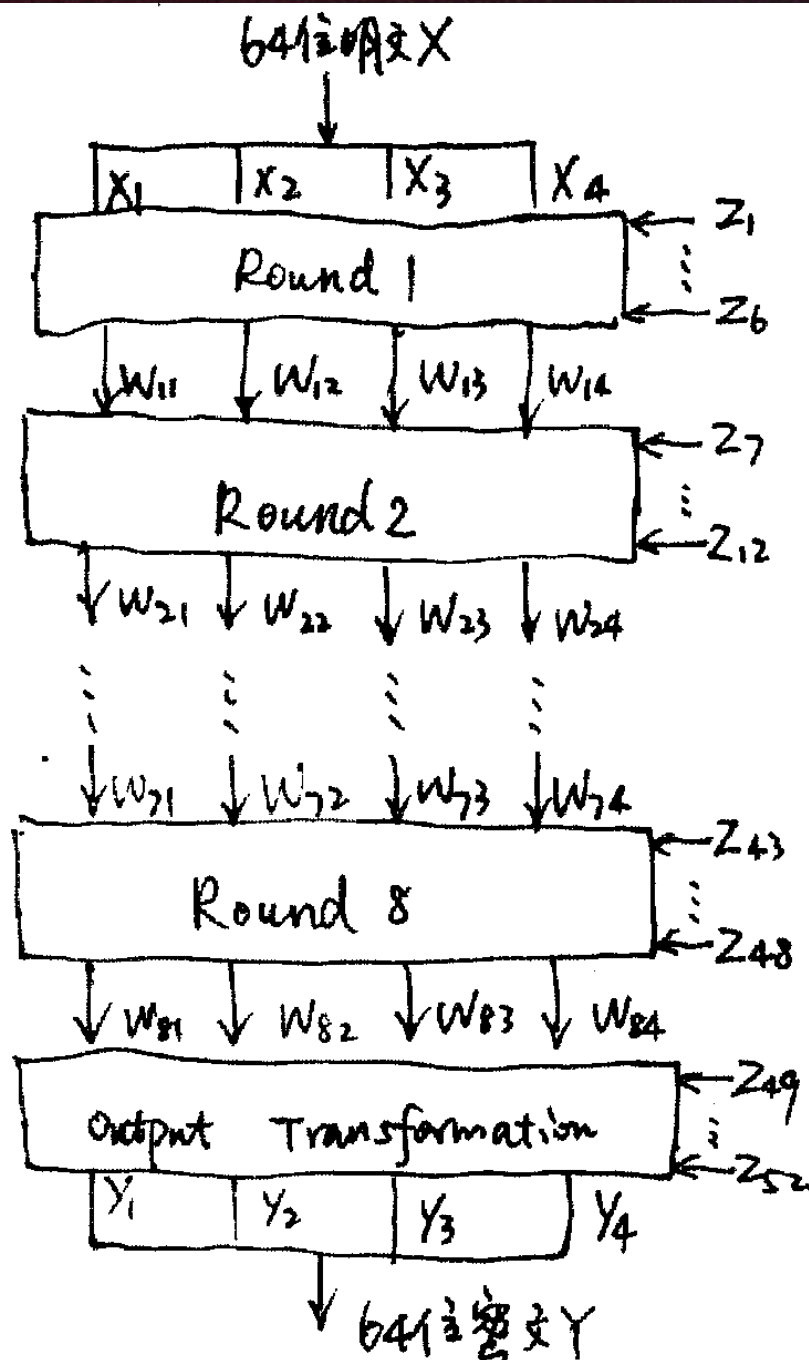 64位明文X
X1 X2 X3 X4
Z1
Round 1
⋮
Z6
W11 W12 W13 W14
Z7
Round 2
⋮
Z12
W21 W22 W23 W24
⋮ ⋮ ⋮ ⋮
W71 W72 W73 W74
Z43
Round 8
⋮
Z48
W81 W82 W83 W84
Z49
Output Transformation
⋮
Z52
Y1 Y2 Y3 Y4
64位密文Y